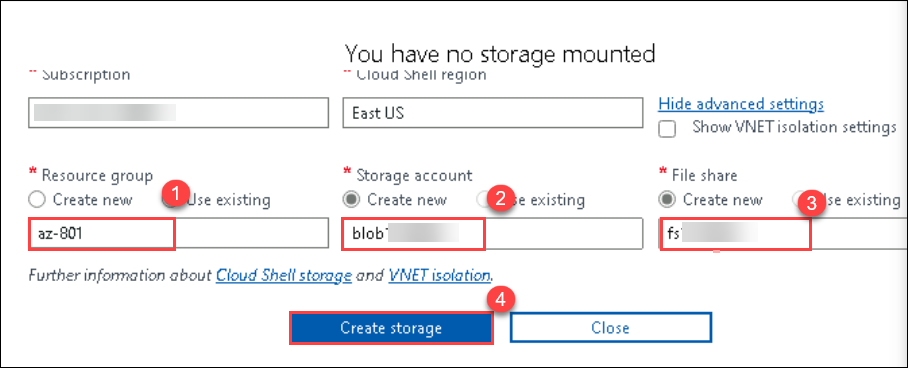 You have no storage mounted
* Subscription
* Cloud Shell region
East US
Hide advanced settings
Show VNET isolation settings
* Resource group
* Storage account
* File share
Create new 1 Use existing
Create new 2 Use existing
Create new 3 Use existing
az-801
blob
fs
Further information about Cloud Shell storage and VNET isolation.
4
Create storage
Close